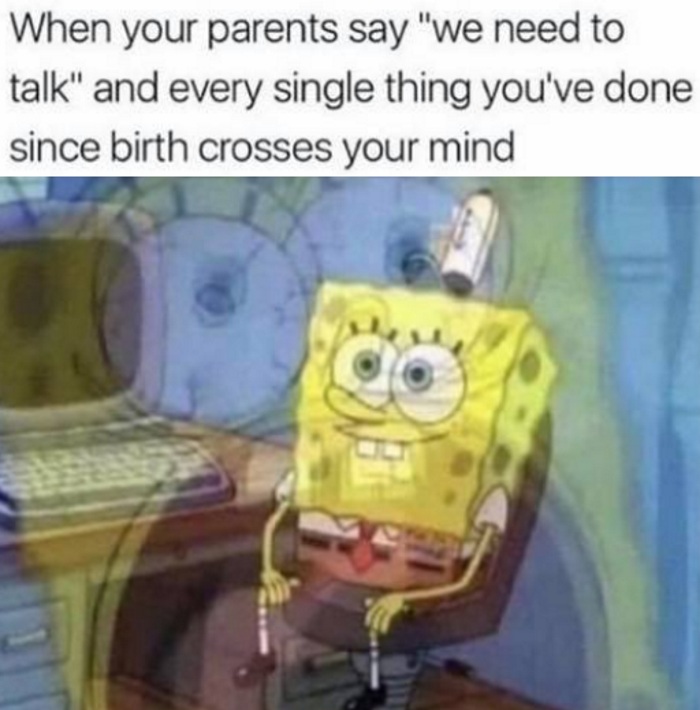 When your parents say "we need to
talk" and every single thing you've done
since birth crosses your mind